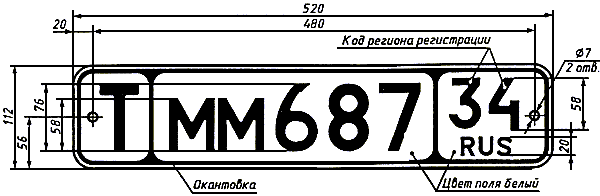 520
480
20
Код региона регистрации
Ø7
2 отв.
112
76
58
56
Т ММ687 34
RUS
58
20
Окантовка
Цвет поля белый